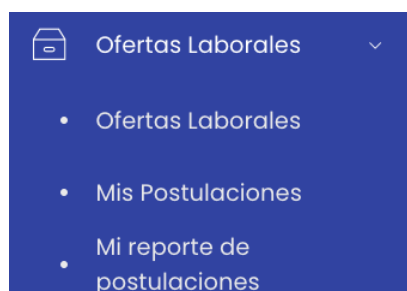 Ofertas Laborales
Ofertas Laborales
Mis Postulaciones
Mi reporte de
postulaciones